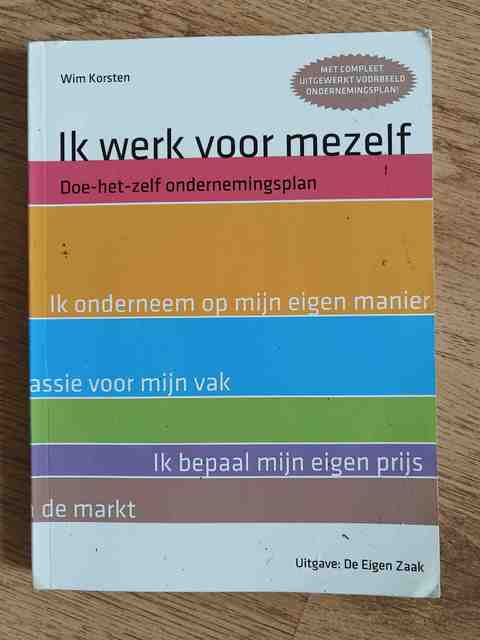 Wim Korsten
MET COMPLEET
UITGEWERKT VOORBEELD
ONDERNEMINGSPLAN!
Ik werk voor mezelf
Doe-het-zelf ondernemingsplan
Ik onderneem op mijn eigen manier
assie voor mijn vak
Ik bepaal mijn eigen prijs
de markt
Uitgave: De Eigen Zaak